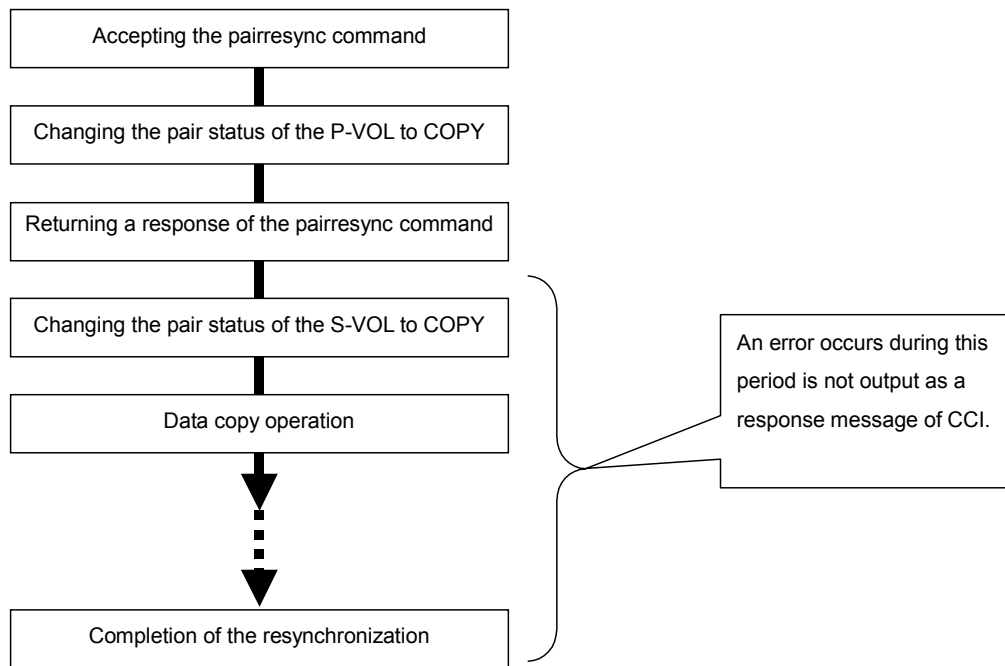 Accepting the pairresync command
Changing the pair status of the P-VOL to COPY
Returning a response of the pairresync command
Changing the pair status of the S-VOL to COPY
Data copy operation
An error occurs during this
period is not output as a
response message of CCI.
Completion of the resynchronization